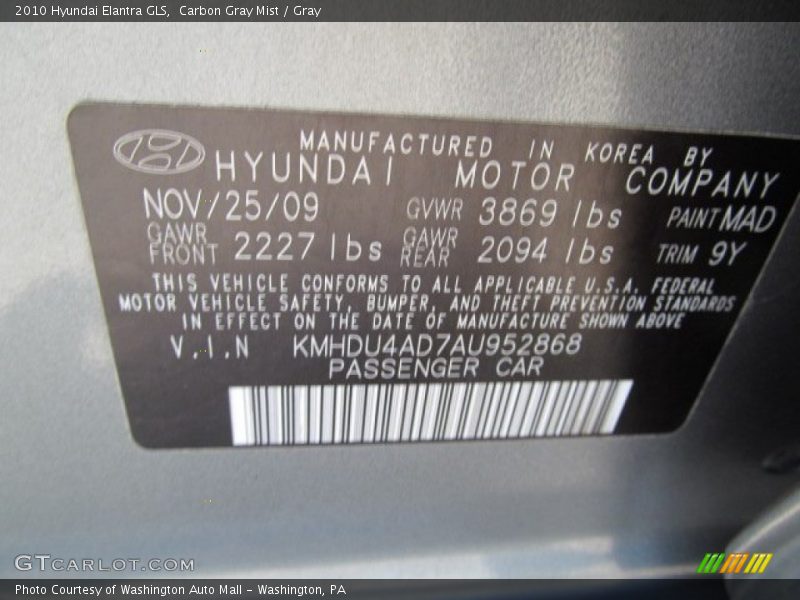 2010 Hyundai Elantra GLS,  Carbon Gray Mist / Gray
MANUFACTURED IN KOREA BY
HYUNDAI MOTOR COMPANY
NOV/25/09 GVWR 3869 lbs PAINT MAD
GAWR FRONT 2227 lbs GAWR REAR 2094 lbs TRIM 9Y
THIS VEHICLE CONFORMS TO ALL APPLICABLE U.S.A. FEDERAL
MOTOR VEHICLE SAFETY, BUMPER, AND THEFT PREVENTION STANDARDS
IN EFFECT ON THE DATE OF MANUFACTURE SHOWN ABOVE
V.I.N KMHDU4AD7AU952868
PASSENGER CAR
GTCARLOT.COM
Photo Courtesy of Washington Auto Mall - Washington, PA